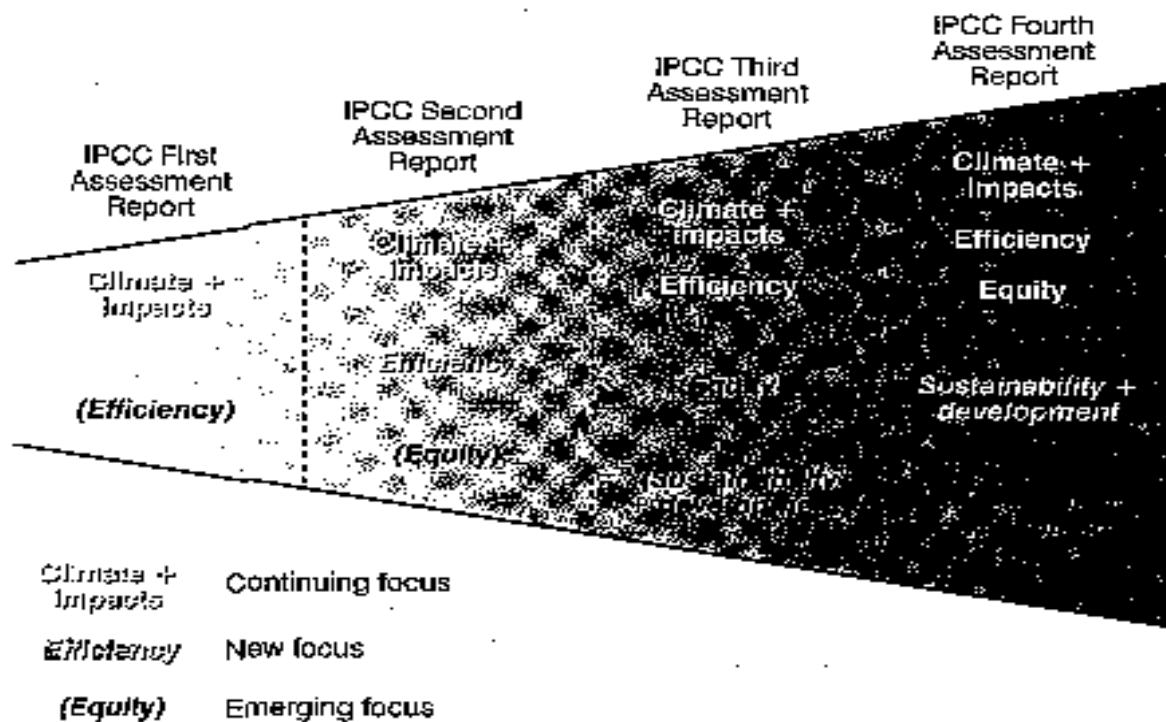 IPCC First
Assessment
Report
IPCC Second
Assessment
Report
IPCC Third
Assessment
Report
IPCC Fourth
Assessment
Report
Climate +
Impacts
(Efficiency)
Climate +
Impacts
Efficiency
(Equity)
Climate +
Impacts
Efficiency
Climate +
Impacts
Efficiency
Equity
Sustainability +
development
Climate +
Impacts
Continuing focus
Efficiency
New focus
(Equity)
Emerging focus